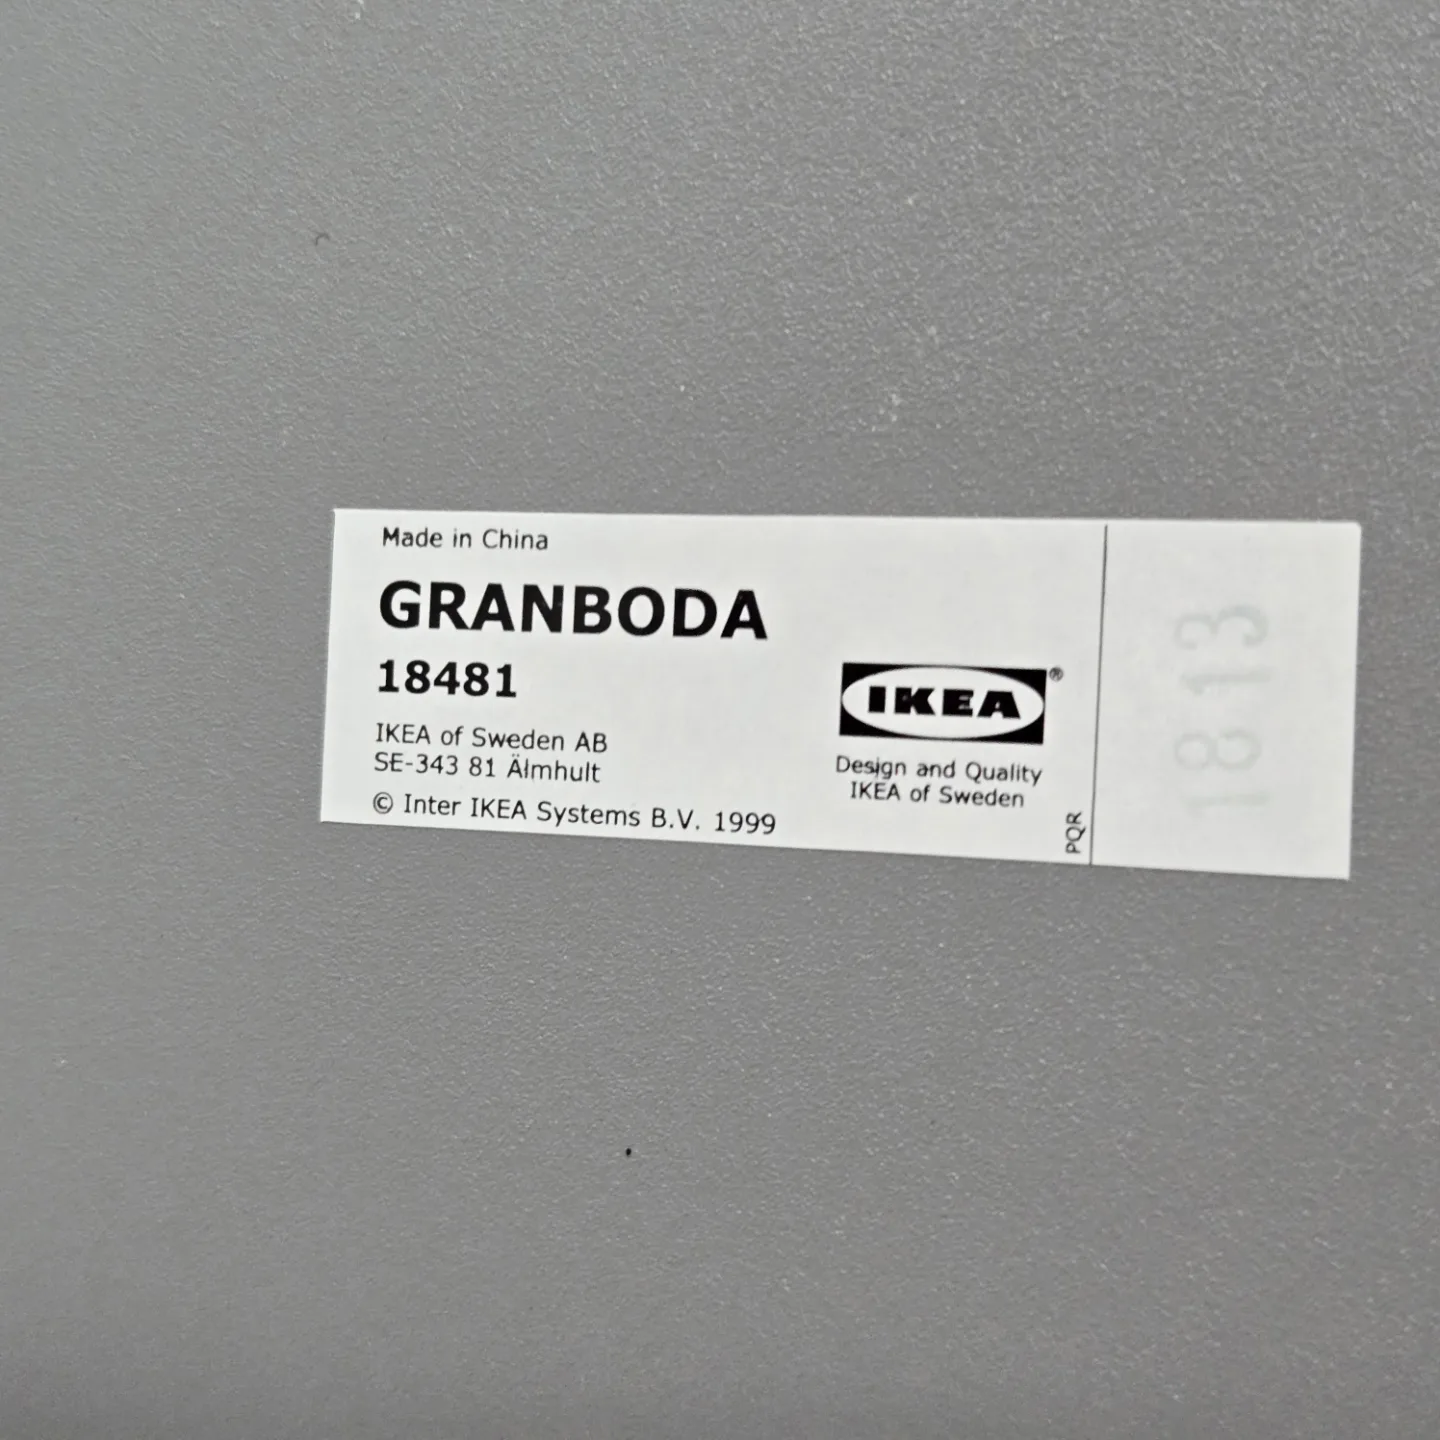 Made in China
GRANBODA
18481
IKEA of Sweden AB
SE-343 81 Älmhult
© Inter IKEA Systems B.V. 1999
IKEA®
Design and Quality
IKEA of Sweden
PQR
1813